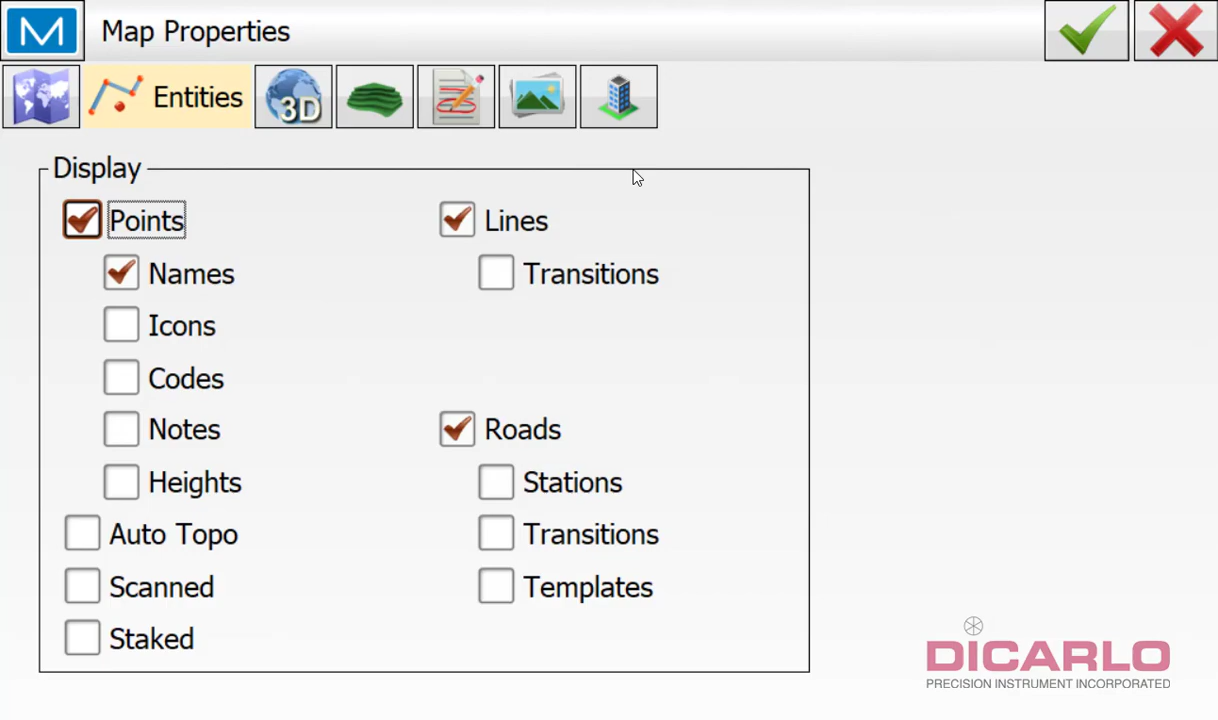 M Map Properties
Entities
3D
Display
Points
Names
Icons
Codes
Notes
Heights
Auto Topo
Scanned
Staked
Lines
Transitions
Roads
Stations
Transitions
Templates
DICARLO
PRECISION INSTRUMENT INCORPORATED